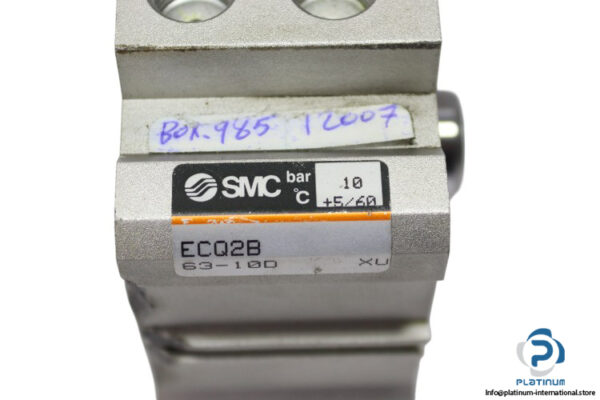 BOX.985 12007
SMC bar 10
°C +5/60
ECQ2B
63-10D XU
PLATINUM
Info@platinum-international.store